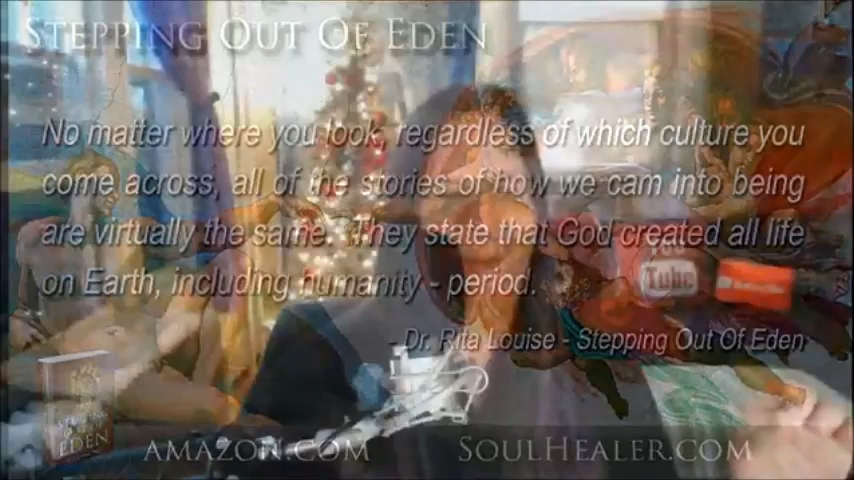 STEPPING OUT OF EDEN
No matter where you look, regardless of which culture you
come across, all of the stories of how we cam into being
are virtually the same. They state that God created all life
on Earth, including humanity - period.
You
Tube
- Dr. Rita Louise - Stepping Out Of Eden
EDEN
AMAZON.COM SOULHEALER.COM